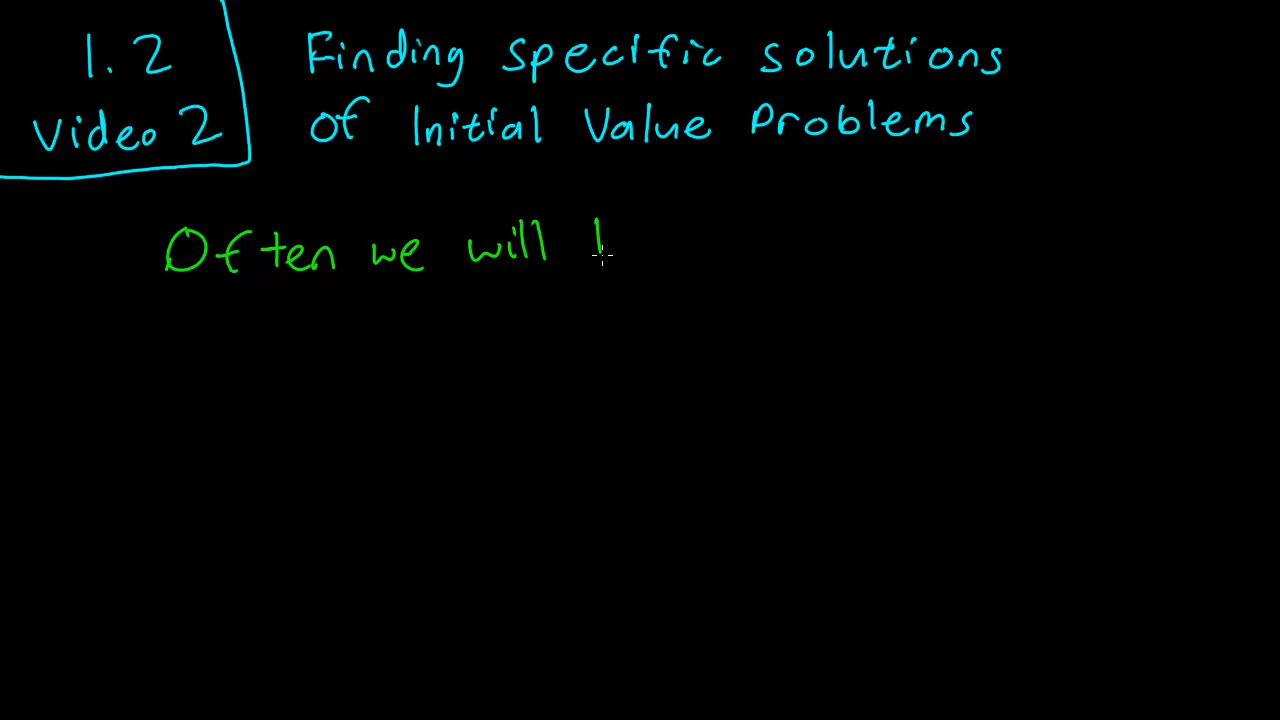 1.2
Video 2
Finding specific solutions
of Initial Value Problems
Often we will